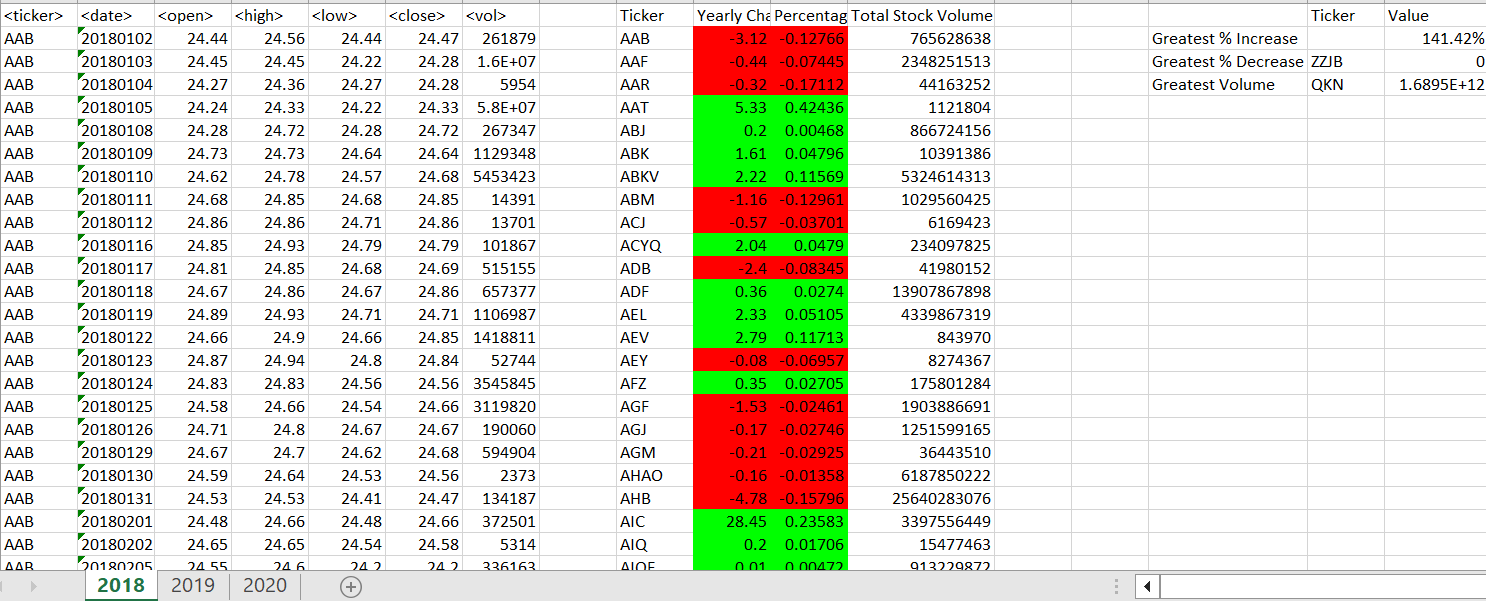 <ticker> <date> <open> <high> <low> <close> <vol> Ticker Yearly Cha Percentag Total Stock Volume Ticker Value
AAB 20180102 24.44 24.56 24.44 24.47 261879 AAB -3.12 -0.12766 765628638 Greatest % Increase 141.42%
AAB 20180103 24.45 24.45 24.22 24.28 1.6E+07 AAF -0.44 -0.07445 2348251513 Greatest % Decrease ZZJB 0
AAB 20180104 24.27 24.36 24.27 24.28 5954 AAR -0.32 -0.17112 44163252 Greatest Volume QKN 1.6895E+12
AAB 20180105 24.24 24.33 24.22 24.33 5.8E+07 AAT 5.33 0.42436 1121804
AAB 20180108 24.28 24.72 24.28 24.72 267347 ABJ 0.2 0.00468 866724156
AAB 20180109 24.73 24.73 24.64 24.64 1129348 ABK 1.61 0.04796 10391386
AAB 20180110 24.62 24.78 24.57 24.68 5453423 ABKV 2.22 0.11569 5324614313
AAB 20180111 24.68 24.85 24.68 24.85 14391 ABM -1.16 -0.12961 1029560425
AAB 20180112 24.86 24.86 24.71 24.86 13701 ACJ -0.57 -0.03701 6169423
AAB 20180116 24.85 24.93 24.79 24.79 101867 ACYQ 2.04 0.0479 234097825
AAB 20180117 24.81 24.85 24.68 24.69 515155 ADB -2.4 -0.08345 41980152
AAB 20180118 24.67 24.86 24.67 24.86 657377 ADF 0.36 0.0274 13907867898
AAB 20180119 24.89 24.93 24.71 24.71 1106987 AEL 2.33 0.05105 4339867319
AAB 20180122 24.66 24.9 24.66 24.85 1418811 AEV 2.79 0.11713 843970
AAB 20180123 24.87 24.94 24.8 24.84 52744 AEY -0.08 -0.06957 8274367
AAB 20180124 24.83 24.83 24.56 24.56 3545845 AFZ 0.35 0.02705 175801284
AAB 20180125 24.58 24.66 24.54 24.66 3119820 AGF -1.53 -0.02461 1903886691
AAB 20180126 24.71 24.8 24.67 24.67 190060 AGJ -0.17 -0.02746 1251599165
AAB 20180129 24.67 24.7 24.62 24.68 594904 AGM -0.21 -0.02925 36443510
AAB 20180130 24.59 24.64 24.53 24.56 2373 AHAO -0.16 -0.01358 6187850222
AAB 20180131 24.53 24.53 24.41 24.47 134187 AHB -4.78 -0.15796 25640283076
AAB 20180201 24.48 24.66 24.48 24.66 372501 AIC 28.45 0.23583 3397556449
AAB 20180202 24.65 24.65 24.54 24.58 5314 AIQ 0.2 0.01706 15477463
AAB 20180205 24.55 24.6 24.2 24.2 336163 0.01 0.00472 913229872
2018 2019 2020